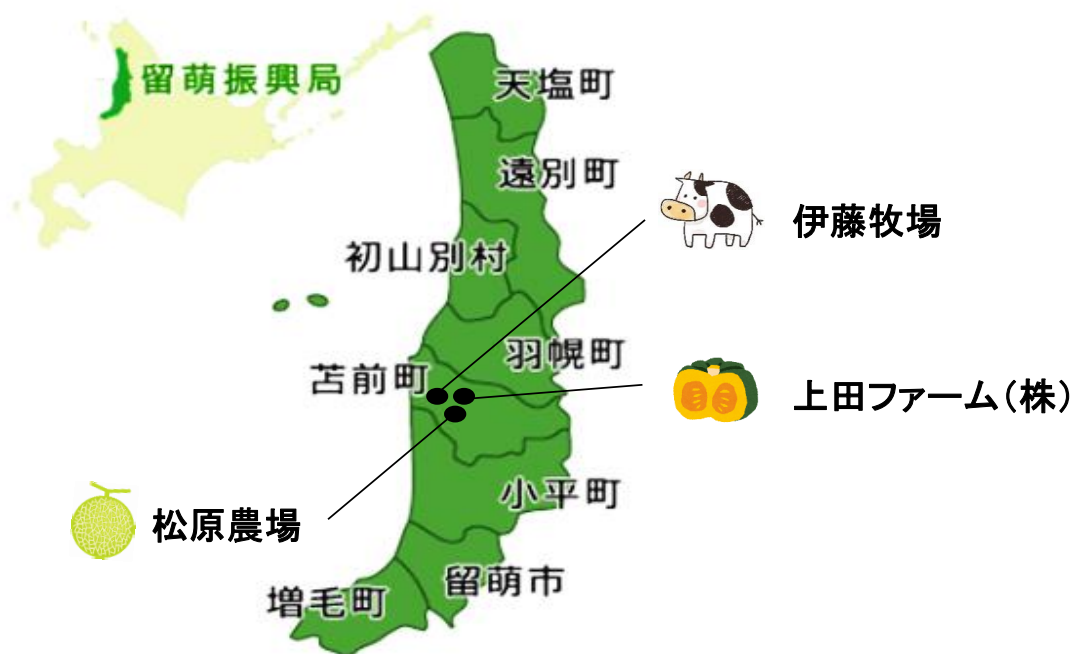 留萌振興局
天塩町
遠別町
伊藤牧場
初山別村
羽幌町
苫前町
上田ファーム(株)
小平町
松原農場
留萌市
増毛町